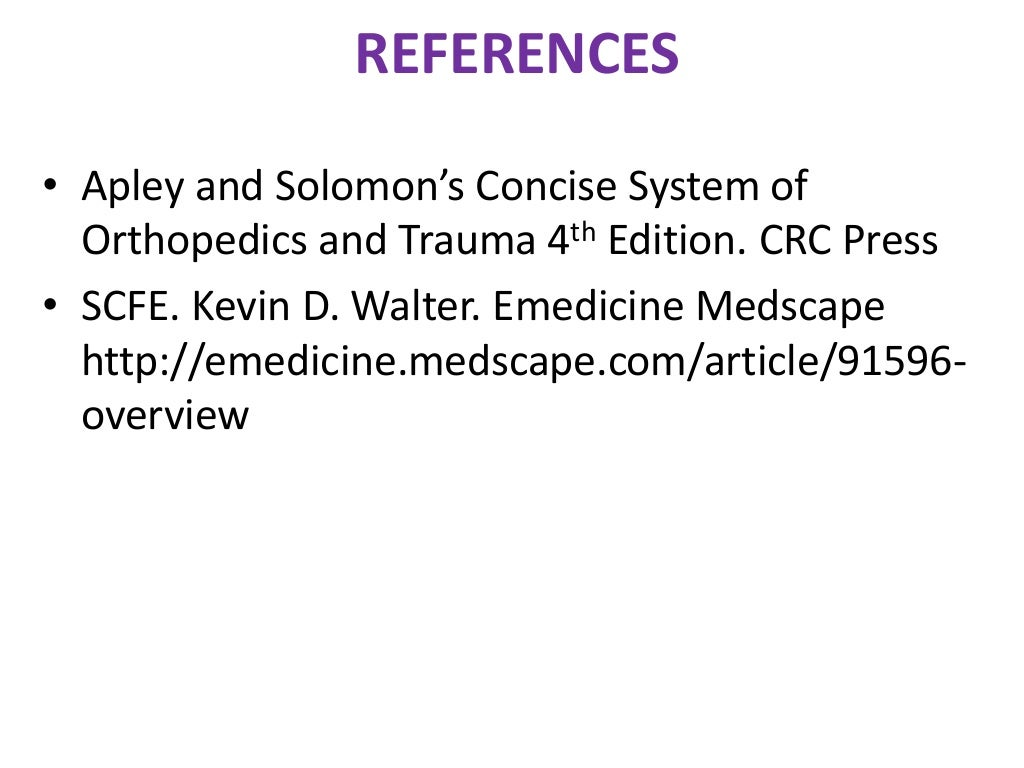 REFERENCES
• Apley and Solomon’s Concise System of
Orthopedics and Trauma 4th Edition. CRC Press
• SCFE. Kevin D. Walter. Emedicine Medscape
http://emedicine.medscape.com/article/91596-
overview